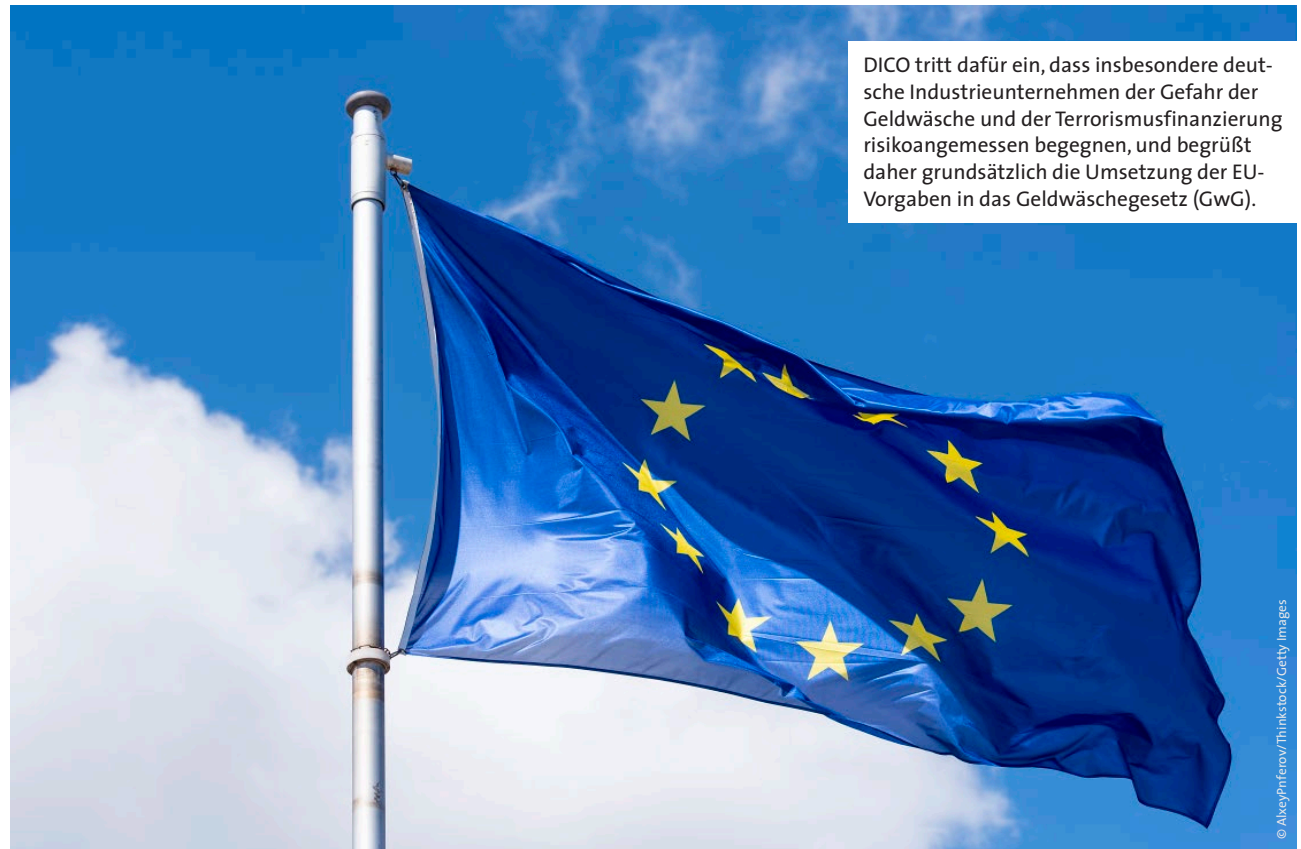 DICO tritt dafür ein, dass insbesondere deut-
sche Industrieunternehmen der Gefahr der
Geldwäsche und der Terrorismusfinanzierung
risikoangemessen begegnen, und begrüßt
daher grundsätzlich die Umsetzung der EU-
Vorgaben in das Geldwäschegesetz (GwG).
© AlxeyPnferov/Thinkstock/Getty Images